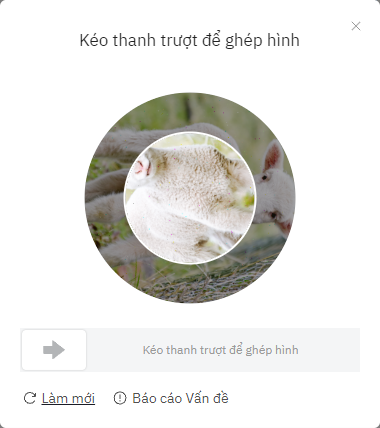 Kéo thanh trượt để ghép hình
Kéo thanh trượt để ghép hình
Làm mới
Báo cáo Vấn đề